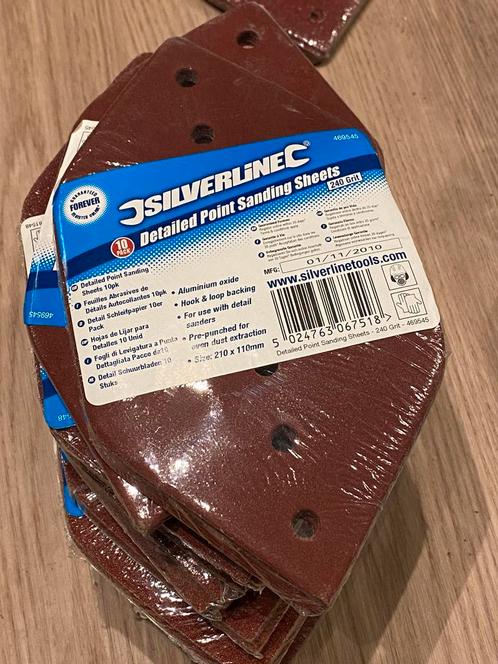 469545
SILVERLINE
Detailed Point Sanding Sheets
240 Grit
GUARANTEED
FOREVER
10
PACK
Detailed Point Sanding
Sheets 10pk
Feuilles Abrasives de
Détails Autocollantes 10pk
Detail Schleifpapier 10er
Pack
Hojas de Lijar para
Detalles 10 Unid
Fogli di Levigatura a Punta
Dettagliata Pacco da 10
Detail Schuurbladen 10
Stuks
• Aluminium oxide
• Hook & loop backing
• For use with detail
sanders
• Pre-punched for
even dust extraction
• Size: 210 x 110mm
MFG: 01/11/2010
www.silverlinetools.com
5 024763 067518
Detailed Point Sanding Sheets - 240 Grit - 469545